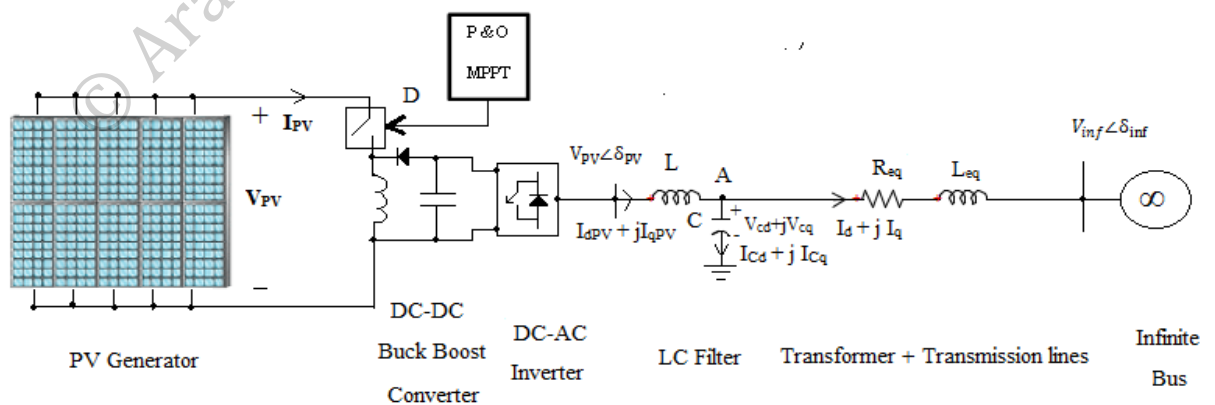 © Ara
P &O
MPPT
D
+
I_PV
V_PV
−
V_PV∠δ_PV
L
A
C
+
-
I_dPV + jI_qPV
V_cd+jV_cq
I_Cd + j I_Cq
R_eq
L_eq
I_d + j I_q
V_inf∠δ_inf
∞
PV Generator
DC-DC
Buck Boost
Converter
DC-AC
Inverter
LC Filter
Transformer + Transmission lines
Infinite
Bus